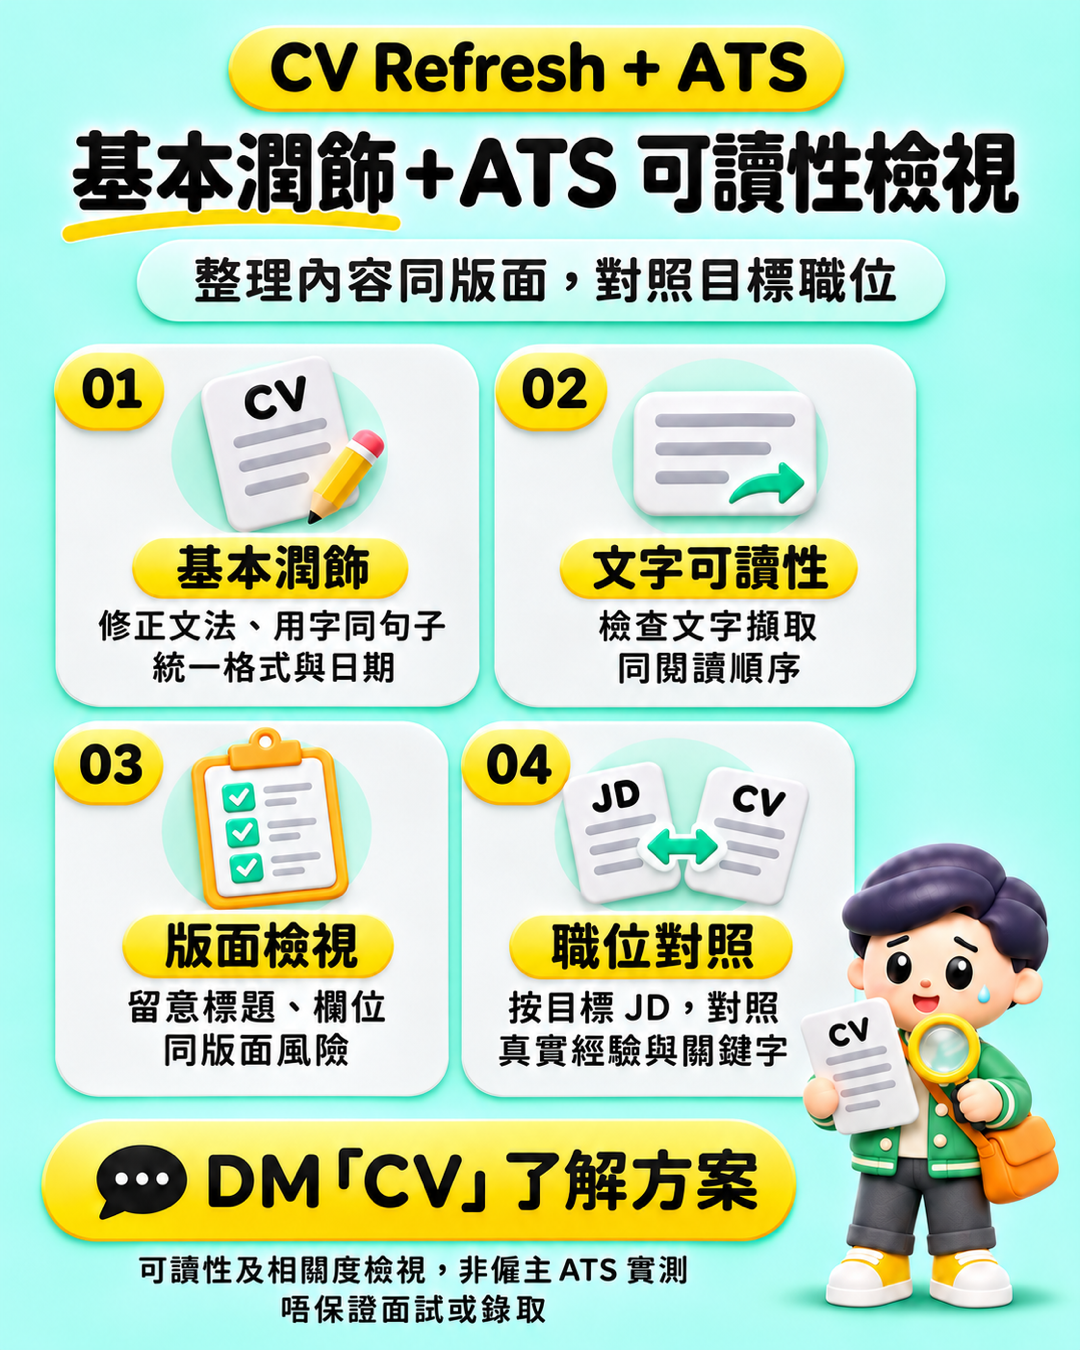 CV Refresh + ATS
基本潤飾+ATS 可讀性檢視
整理內容同版面，對照目標職位
01
CV
基本潤飾
修正文法、用字同句子
統一格式與日期
02
文字可讀性
檢查文字擷取
同閱讀順序
03
版面檢視
留意標題、欄位
同版面風險
04
JD
CV
職位對照
按目標 JD，對照
真實經驗與關鍵字
CV
DM「CV」了解方案
可讀性及相關度檢視，非僱主 ATS 實測
唔保證面試或錄取